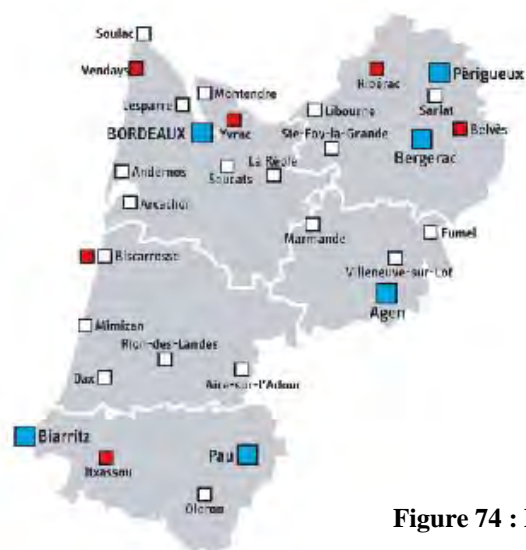 Soulac
Vendays
Ribérac
Périgueux
Montendre
Lesparre
Libourne
Sarlat
BORDEAUX
Yvrac
Ste-Foy-la-Grande
Belvès
Bergerac
La Réole
Andernos
Saucats
Arcachon
Marmande
Fumel
Biscarrosse
Villeneuve-sur-Lot
Agen
Mimizan
Rion-des-Landes
Dax
Aire-sur-l'Adour
Biarritz
Itxassou
Pau
Oloron
Figure 74 :